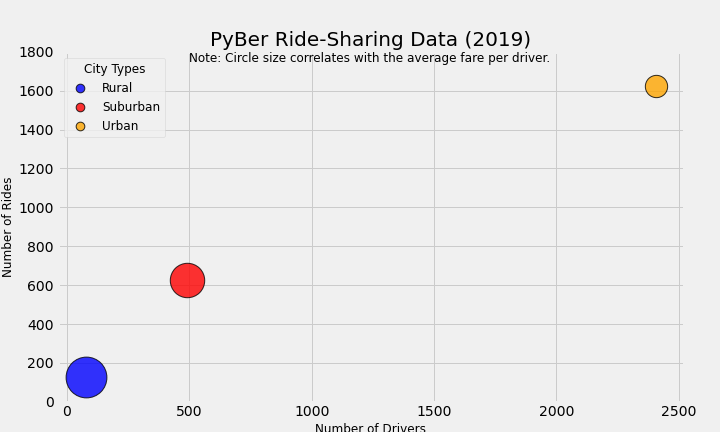 PyBer Ride-Sharing Data (2019)
Note: Circle size correlates with the average fare per driver.
City Types
Rural
Suburban
Urban
Number of Rides
1800
1600
1400
1200
1000
800
600
400
200
0
0 500 1000 1500 2000 2500
Number of Drivers